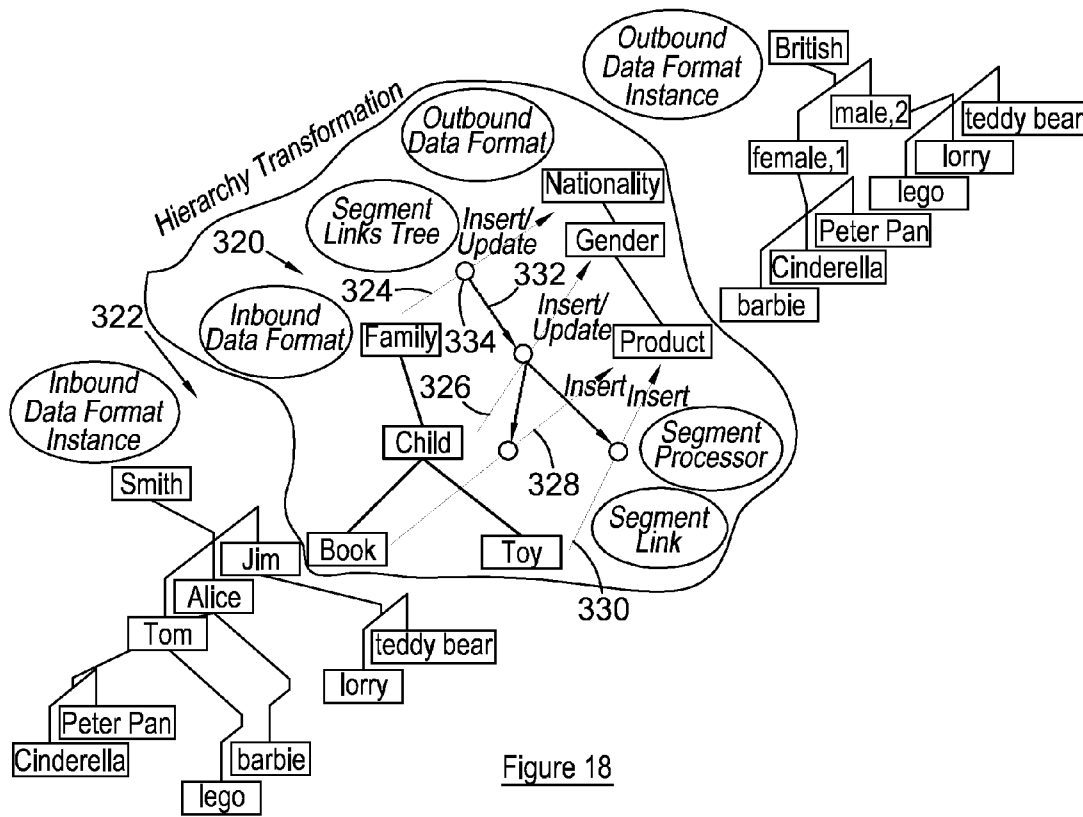 Outbound
Data Format
Instance
British
male,2
teddy bear
female,1
lorry
lego
Peter Pan
Cinderella
barbie
Hierarchy Transformation
Outbound
Data Format
Nationality
Segment
Links Tree
Insert/
Update
Gender
320
324
332
322
Inbound
Data Format
Family
334
Insert/
Update
Product
326
Insert
Insert
Inbound
Data Format
Instance
Child
328
Segment
Processor
Smith
Segment
Link
Book
Toy
330
Jim
Alice
Tom
teddy bear
lorry
Peter Pan
Cinderella
barbie
lego
Figure 18